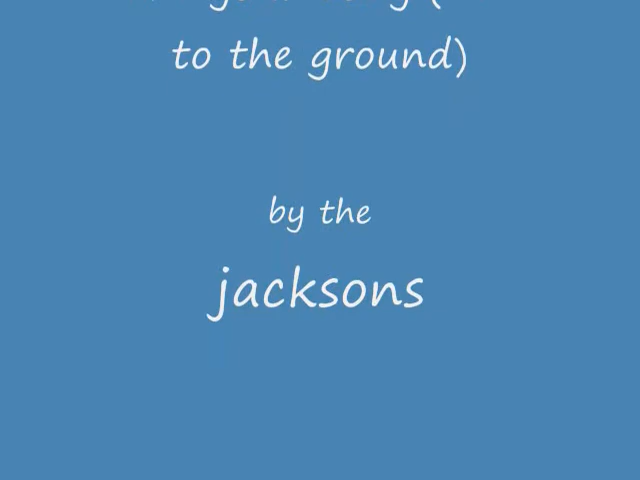 to the ground)
by the
jacksons